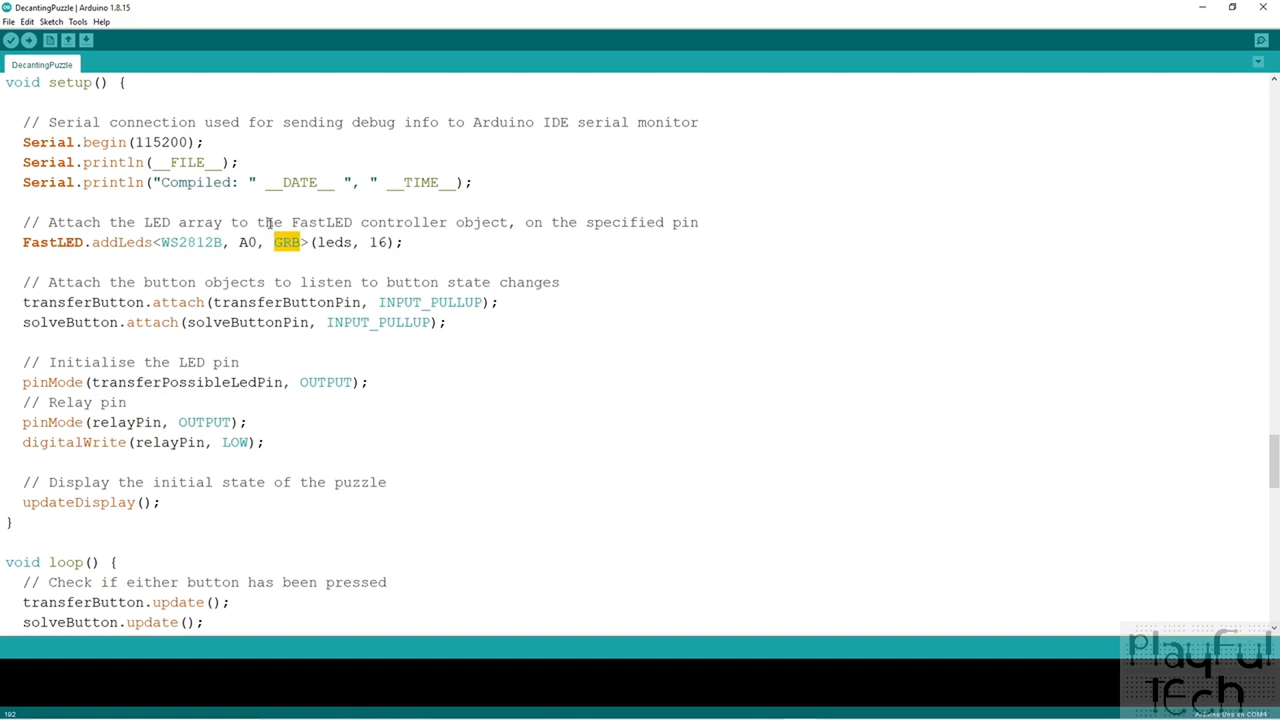 DecantingPuzzle | Arduino 1.8.15
File Edit Sketch Tools Help
DecantingPuzzle
void setup() {
// Serial connection used for sending debug info to Arduino IDE serial monitor
Serial.begin(115200);
Serial.println(__FILE__);
Serial.println("Compiled: " __DATE__ ", " __TIME__);
// Attach the LED array to the FastLED controller object, on the specified pin
FastLED.addLeds<WS2812B, A0, GRB>(leds, 16);
// Attach the button objects to listen to button state changes
transferButton.attach(transferButtonPin, INPUT_PULLUP);
solveButton.attach(solveButtonPin, INPUT_PULLUP);
// Initialise the LED pin
pinMode(transferPossibleLedPin, OUTPUT);
// Relay pin
pinMode(relayPin, OUTPUT);
digitalWrite(relayPin, LOW);
// Display the initial state of the puzzle
updateDisplay();
}
void loop() {
// Check if either button has been pressed
transferButton.update();
solveButton.update();
PlayFul
tECh
192
Arduino Uno on COM4